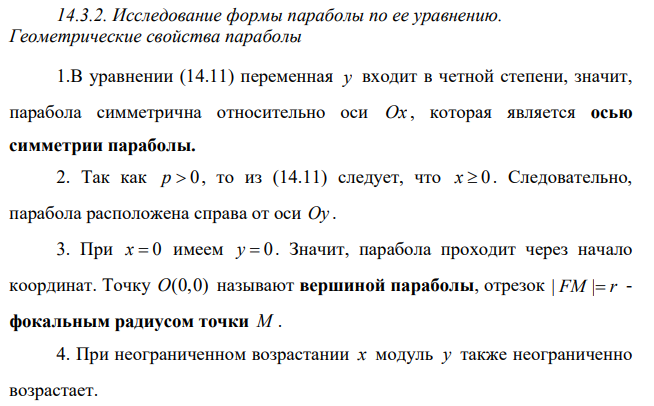 14.3.2. Исследование формы параболы по ее уравнению.
Геометрические свойства параболы
1.В уравнении (14.11) переменная y входит в четной степени, значит,
парабола симметрична относительно оси Ox , которая является осью
симметрии параболы.
2. Так как p > 0, то из (14.11) следует, что x ≥ 0. Следовательно,
парабола расположена справа от оси Oy .
3. При x = 0 имеем y = 0. Значит, парабола проходит через начало
координат. Точку O(0,0) называют вершиной параболы, отрезок | FM |= r -
фокальным радиусом точки M .
4. При неограниченном возрастании x модуль y также неограниченно
возрастает.